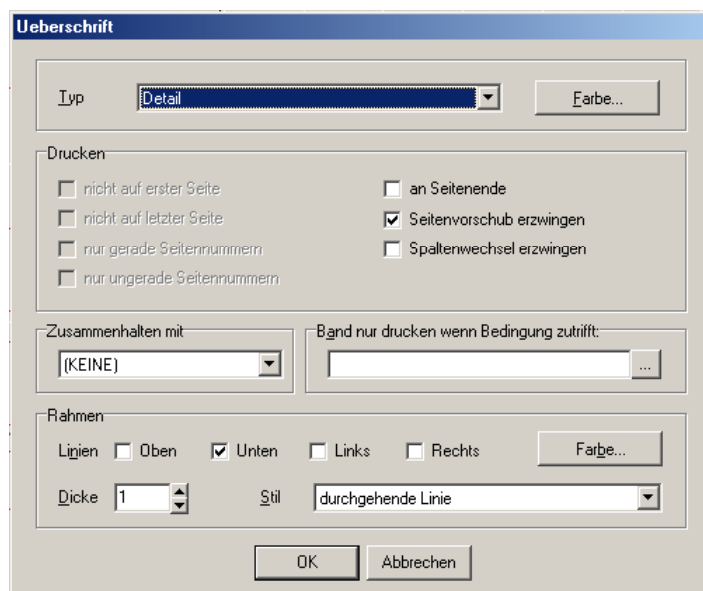 Ueberschrift
Typ Detail Farbe...
Drucken
nicht auf erster Seite an Seitenende
nicht auf letzter Seite Seitenvorschub erzwingen
nur gerade Seitennummern Spaltenwechsel erzwingen
nur ungerade Seitennummern
Zusammenhalten mit Band nur drucken wenn Bedingung zutrifft:
(KEINE) ...
Rahmen
Linien Oben Unten Links Rechts Farbe...
Dicke 1 Stil durchgehende Linie
OK Abbrechen